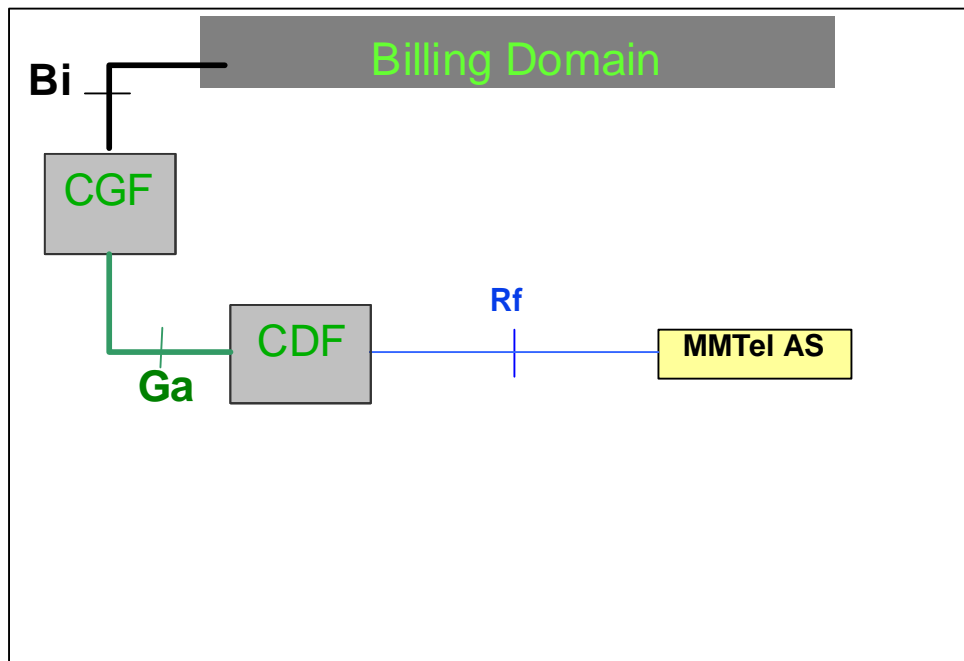 Billing Domain
Bi
CGF
Rf
CDF
MMTel AS
Ga